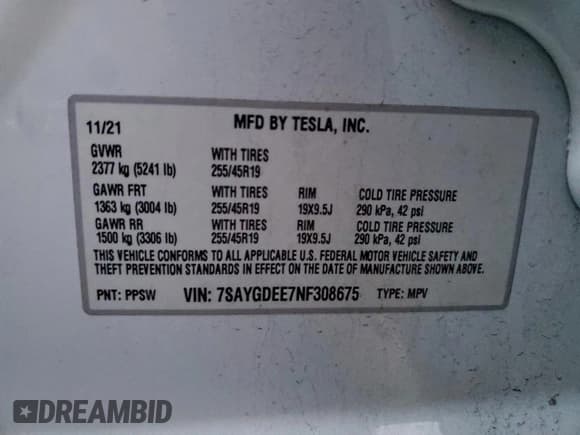 11/21 MFD BY TESLA, INC.
GVWR WITH TIRES
2377 kg (5241 lb) 255/45R19
GAWR FRT WITH TIRES RIM COLD TIRE PRESSURE
1363 kg (3004 lb) 255/45R19 19X9.5J 290 kPa, 42 psi
GAWR RR WITH TIRES RIM COLD TIRE PRESSURE
1500 kg (3306 lb) 255/45R19 19X9.5J 290 kPa, 42 psi
THIS VEHICLE CONFORMS TO ALL APPLICABLE U.S. FEDERAL MOTOR VEHICLE SAFETY AND
THEFT PREVENTION STANDARDS IN EFFECT ON THE DATE OF MANUFACTURE SHOWN ABOVE.
PNT: PPSW VIN: 7SAYGDEE7NF308675 TYPE: MPV
DREAMBID